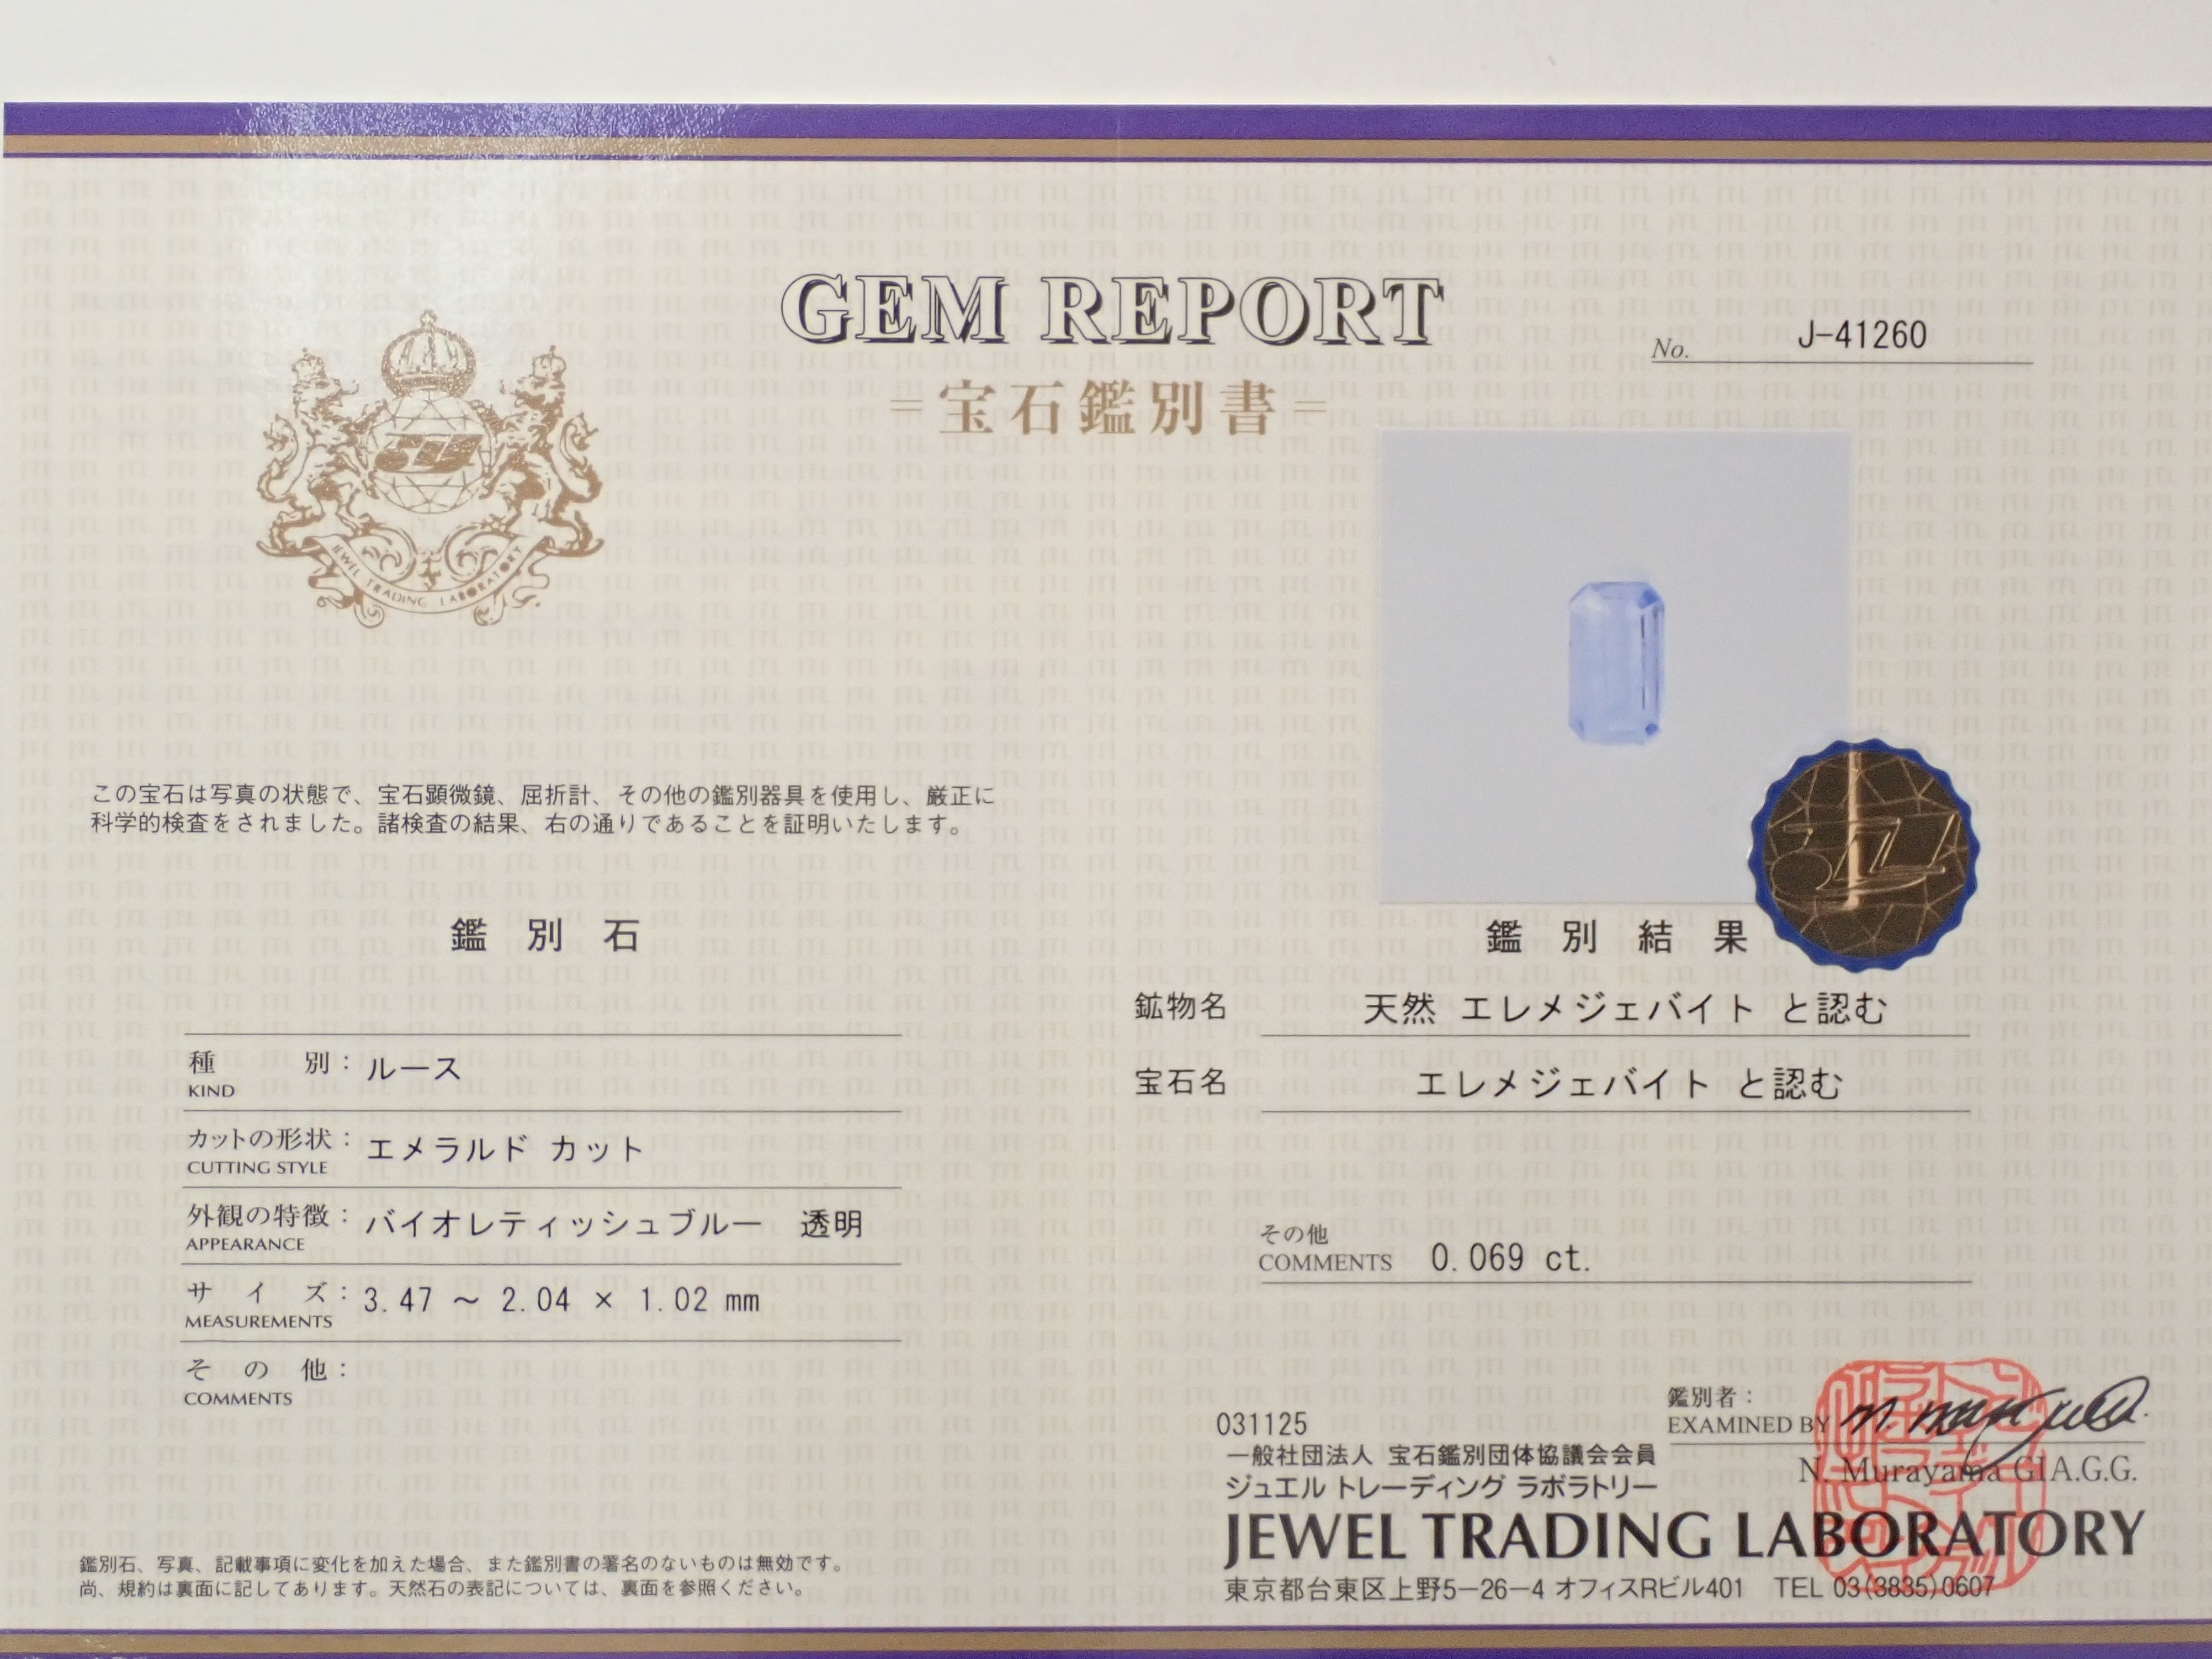 GEM REPORT
No. J-41260
=宝石鑑別書=
JEWEL TRADING LABORATORY
この宝石は写真の状態で、宝石顕微鏡、屈折計、その他の鑑別器具を使用し、厳正に
科学的検査をされました。諸検査の結果、右の通りであることを証明いたします。
鑑別石
種別: ルース
KIND
カットの形状: エメラルド カット
CUTTING STYLE
外観の特徴: バイオレティッシュブルー 透明
APPEARANCE
サイズ: 3.47 ～ 2.04 × 1.02 mm
MEASUREMENTS
その他:
COMMENTS
鑑別石、写真、記載事項に変化を加えた場合、また鑑別書の署名のないものは無効です。
尚、規約は裏面に記してあります。天然石の表記については、裏面を参照ください。
鑑別結果
鉱物名 天然 エレメジェバイト と認む
宝石名 エレメジェバイト と認む
その他
COMMENTS 0.069 ct.
鑑別者:
EXAMINED BY
N. Murayama GIA.G.G.
031125
一般社団法人 宝石鑑別団体協議会会員
ジュエル トレーディング ラボラトリー
JEWEL TRADING LABORATORY
東京都台東区上野5−26−4 オフィスRビル401 TEL 03(3835)0607